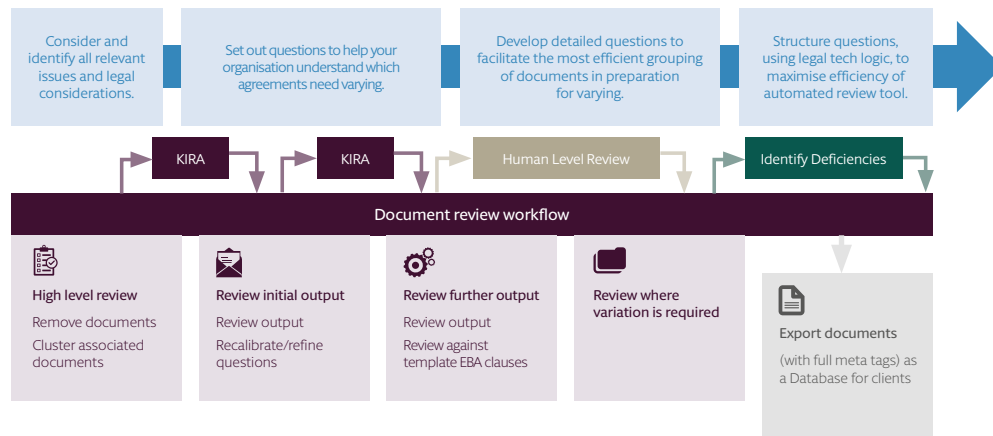 Consider and
identify all relevant
issues and legal
considerations.
Set out questions to help your
organisation understand which
agreements need varying.
Develop detailed questions to
facilitate the most efficient grouping
of documents in preparation
for varying.
Structure questions,
using legal tech logic, to
maximise efficiency of
automated review tool.
KIRA
KIRA
Human Level Review
Identify Deficiencies
Document review workflow
High level review
Remove documents
Cluster associated
documents
Review initial output
Review output
Recalibrate/refine
questions
Review further output
Review output
Review against
template EBA clauses
Review where
variation is required
Export documents
(with full meta tags) as
a Database for clients